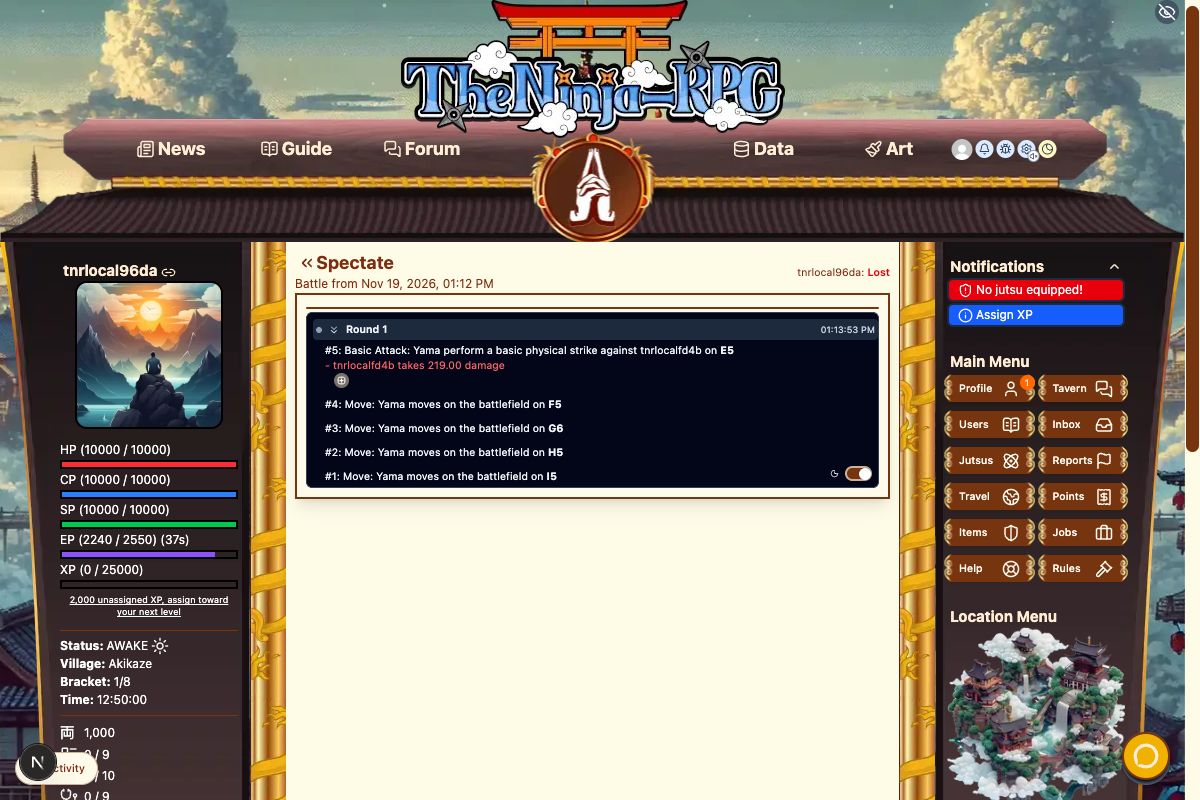 TheNinja-RPG
News
Guide
Forum
Data
Art
tnrlocal96da
HP (10000 / 10000)
CP (10000 / 10000)
SP (10000 / 10000)
EP (2240 / 2550) (37s)
XP (0 / 25000)
2,000 unassigned XP, assign toward
your next level
Status: AWAKE
Village: Akikaze
Bracket: 1/8
Time: 12:50:00
両 1,000
0 / 9
/ 10
0 / 9
N
ctivity
Spectate
Battle from Nov 19, 2026, 01:12 PM
tnrlocal96da: Lost
Round 1
01:13:53 PM
#5: Basic Attack: Yama perform a basic physical strike against tnrlocalfd4b on E5
- tnrlocalfd4b takes 219.00 damage
#4: Move: Yama moves on the battlefield on F5
#3: Move: Yama moves on the battlefield on G6
#2: Move: Yama moves on the battlefield on H5
#1: Move: Yama moves on the battlefield on I5
Notifications
No jutsu equipped!
Assign XP
Main Menu
Profile 1
Tavern
Users
Inbox
Jutsus
Reports
Travel
Points
Items
Jobs
Help
Rules
Location Menu